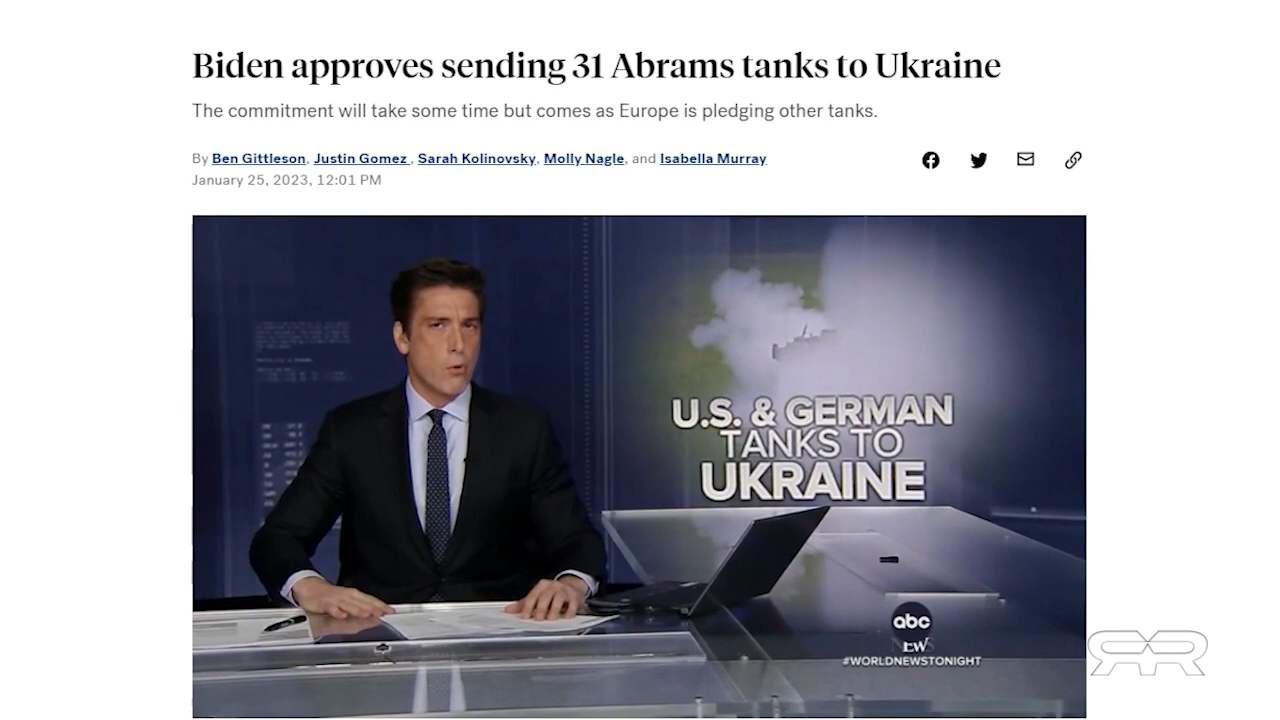 Biden approves sending 31 Abrams tanks to Ukraine
The commitment will take some time but comes as Europe is pledging other tanks.
By Ben Gittleson, Justin Gomez , Sarah Kolinovsky, Molly Nagle, and Isabella Murray
January 25, 2023, 12:01 PM
U.S. & GERMAN
TANKS TO
UKRAINE
abc
NEWS
#WORLDNEWSTONIGHT